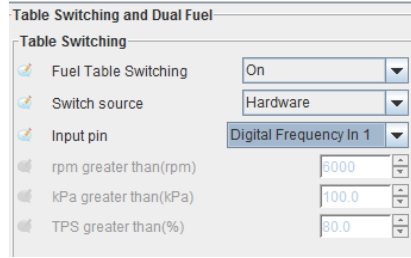 Table Switching and Dual Fuel
Table Switching
Fuel Table Switching On
Switch source Hardware
Input pin Digital Frequency In 1
rpm greater than(rpm) 6000
kPa greater than(kPa) 100.0
TPS greater than(%) 80.0